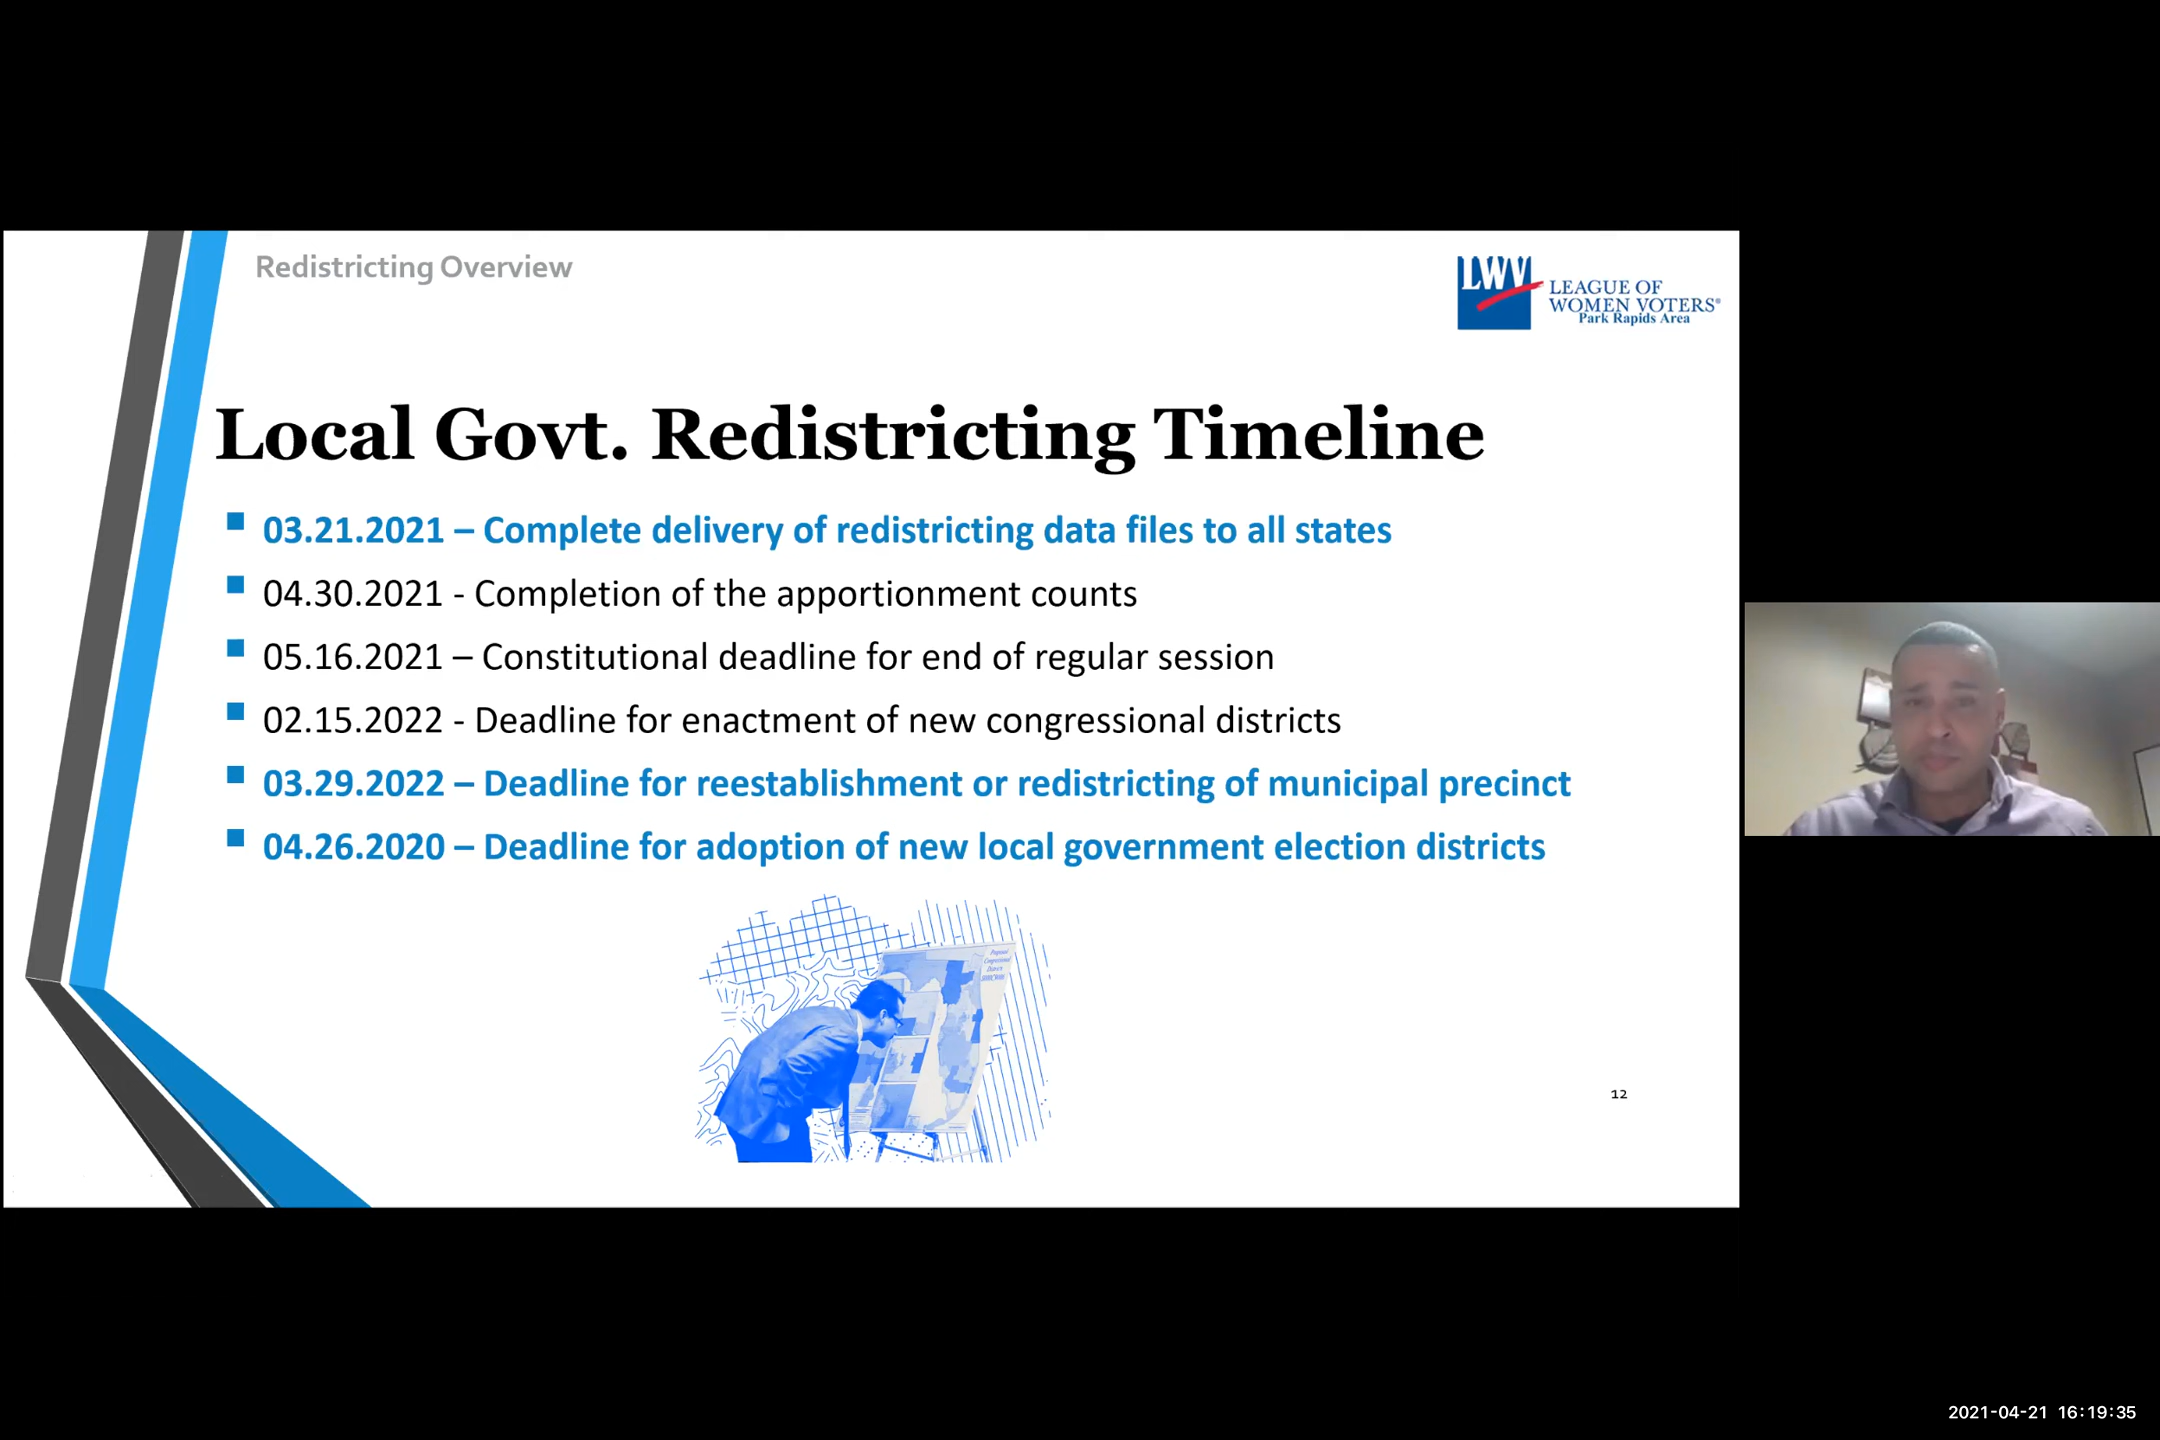 Redistricting Overview
LWV
LEAGUE OF
WOMEN VOTERS®
Park Rapids Area
Local Govt. Redistricting Timeline
03.21.2021 – Complete delivery of redistricting data files to all states
04.30.2021 - Completion of the apportionment counts
05.16.2021 – Constitutional deadline for end of regular session
02.15.2022 - Deadline for enactment of new congressional districts
03.29.2022 – Deadline for reestablishment or redistricting of municipal precinct
04.26.2020 – Deadline for adoption of new local government election districts
Proposed
Congressional
Districts
12
2021-04-21 16:19:35